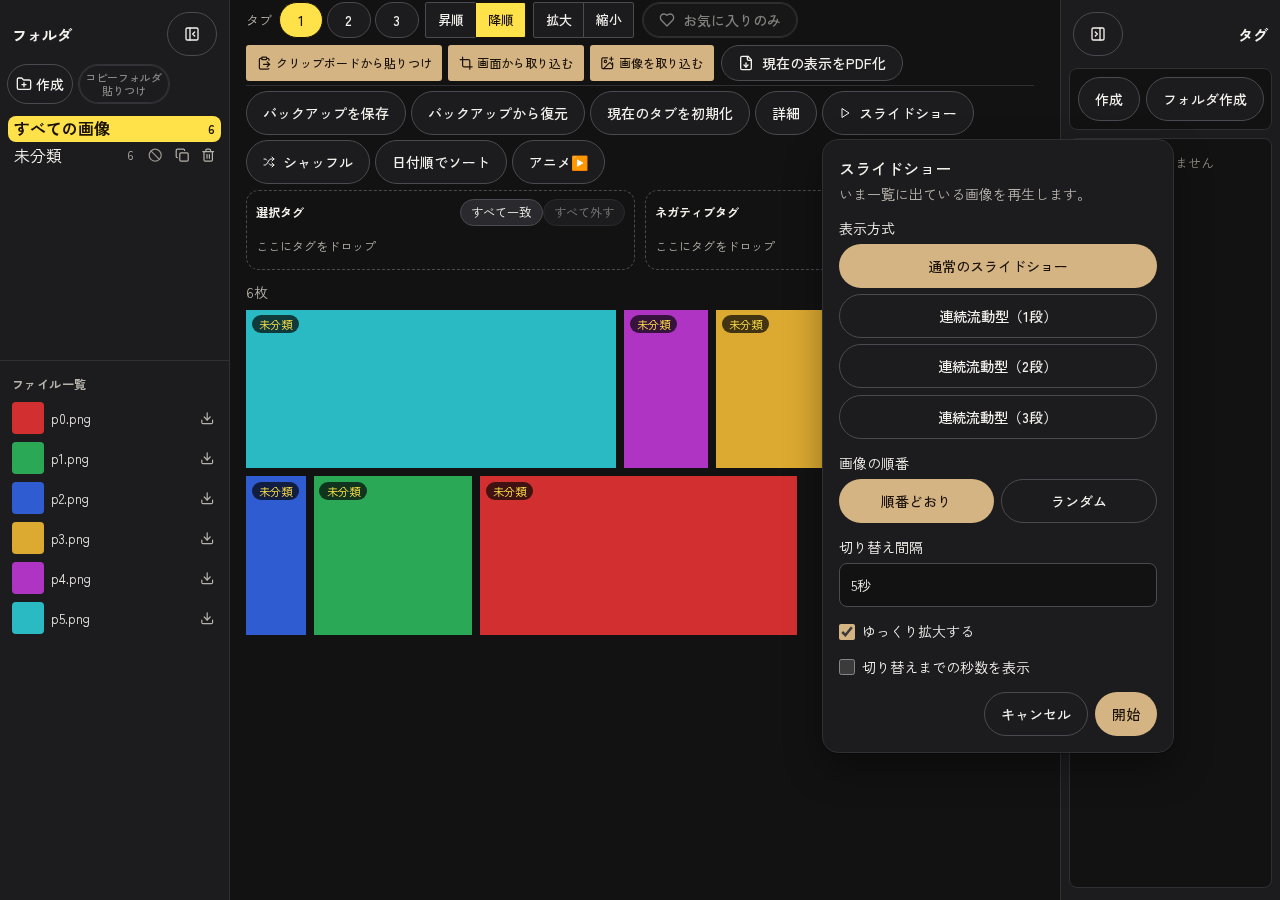 フォルダ
作成
コピーフォルダ
貼りつけ
すべての画像 6
未分類 6
ファイル一覧
p0.png
p1.png
p2.png
p3.png
p4.png
p5.png
タブ 1 2 3 昇順 降順 拡大 縮小 お気に入りのみ
クリップボードから貼りつけ 画面から取り込む 画像を取り込む 現在の表示をPDF化
バックアップを保存 バックアップから復元 現在のタブを初期化 詳細 スライドショー
シャッフル 日付順でソート アニメ▶️
選択タグ すべて一致 すべて外す
ここにタグをドロップ
ネガティブタグ
ここにタグをドロップ
6枚
未分類 未分類 未分類
未分類 未分類 未分類
スライドショー
いま一覧に出ている画像を再生します。
表示方式
通常のスライドショー
連続流動型（1段）
連続流動型（2段）
連続流動型（3段）
画像の順番
順番どおり ランダム
切り替え間隔
5秒
ゆっくり拡大する
切り替えまでの秒数を表示
キャンセル 開始
タグ
作成 フォルダ作成
ません